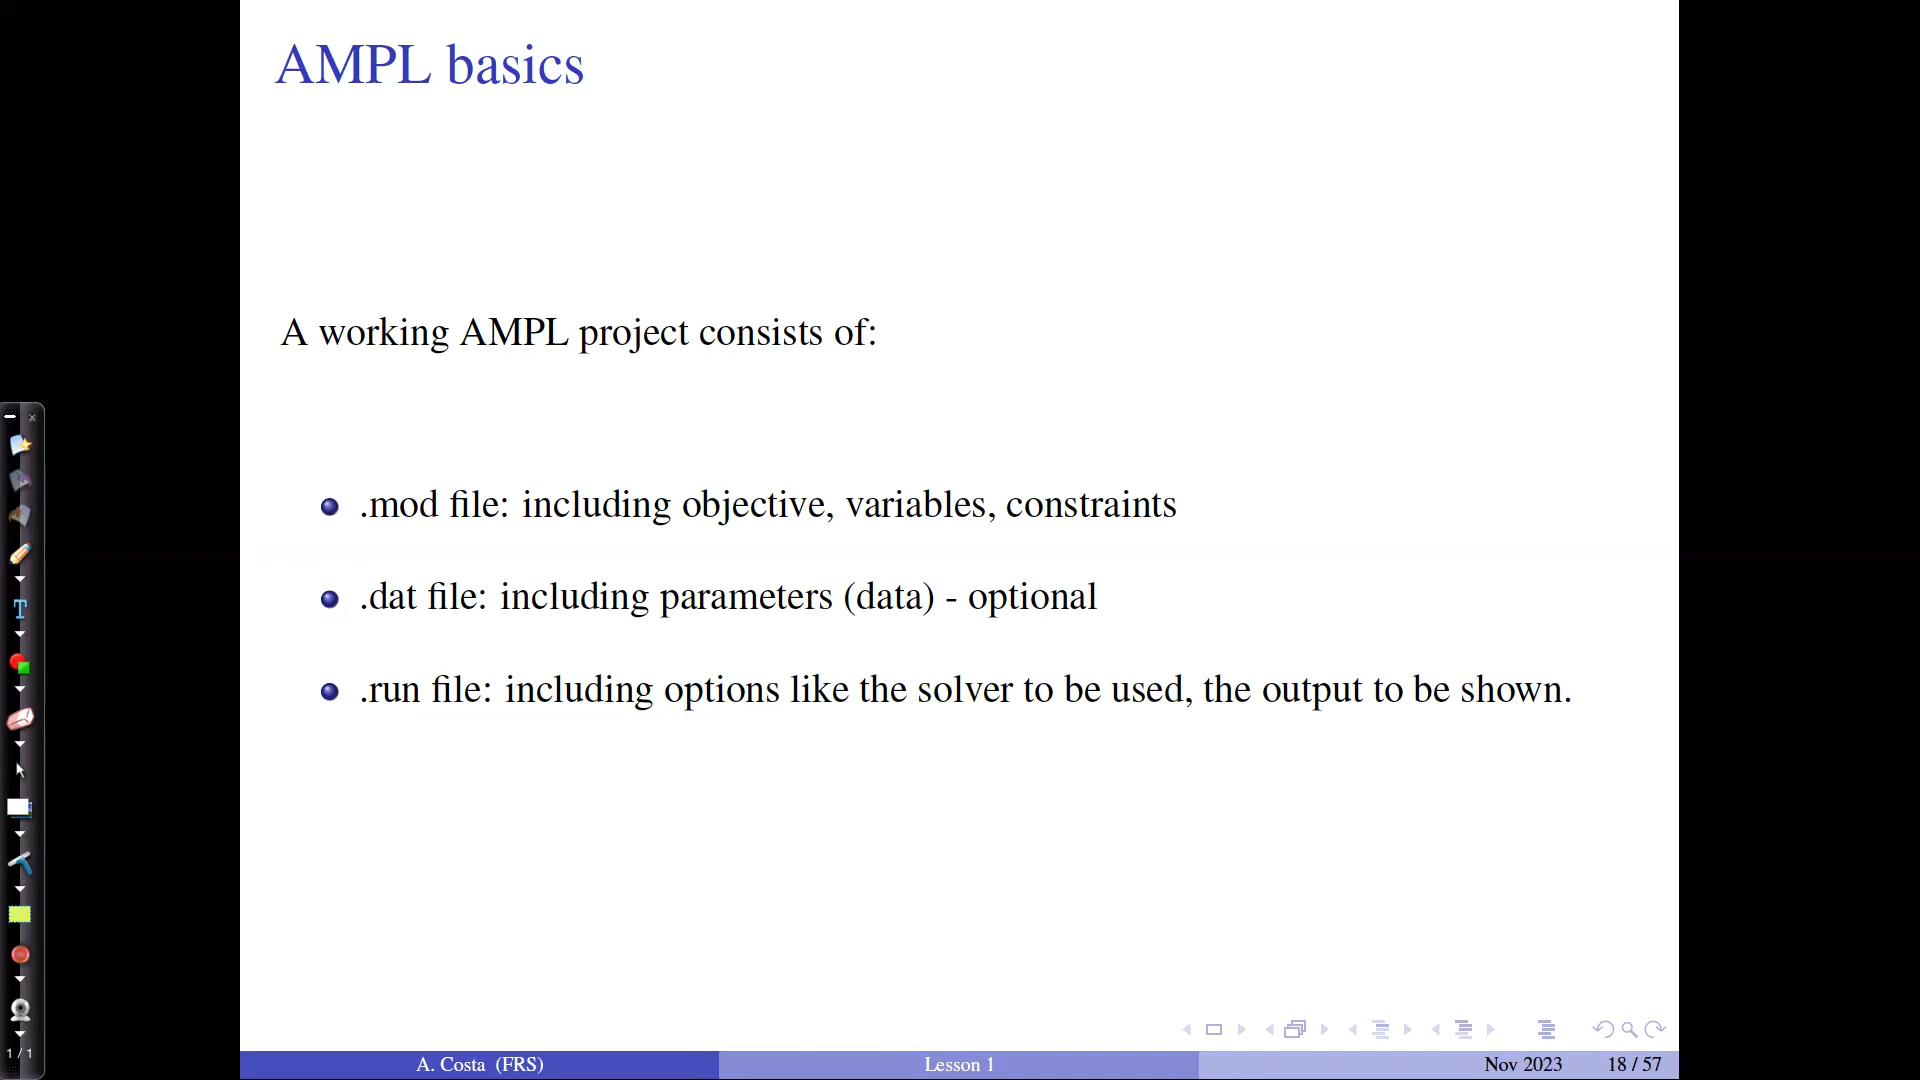 AMPL basics
A working AMPL project consists of:
.mod file: including objective, variables, constraints
.dat file: including parameters (data) - optional
.run file: including options like the solver to be used, the output to be shown.
T
1 / 1
A. Costa (FRS)
Lesson 1
Nov 2023
18 / 57